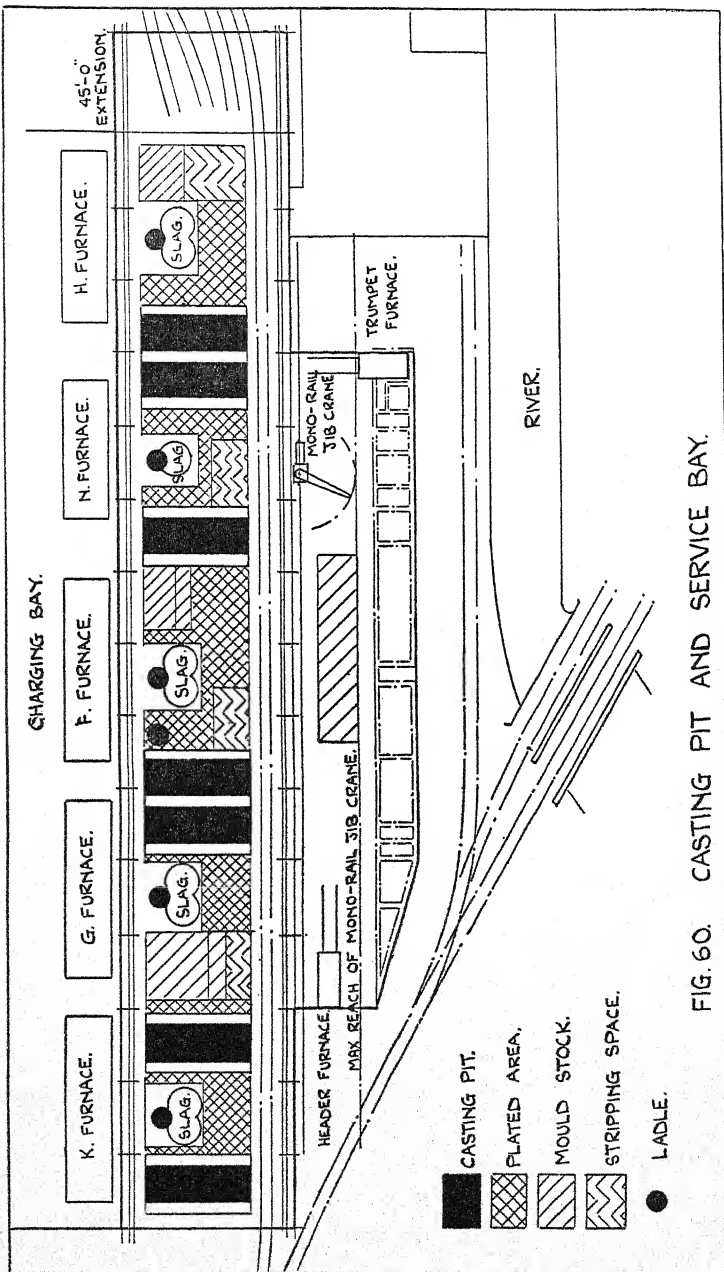 CHARGING BAY.
K. FURNACE.
G. FURNACE.
F. FURNACE.
N. FURNACE.
H. FURNACE.
45'-0"
EXTENSION.
SLAG.
SLAG.
SLAG.
SLAG
SLAG.
HEADER FURNACE.
MAX REACH OF MONO-RAIL JIB CRANE.
MONO-RAIL
JIB CRANE
TRUMPET
FURNACE.
RIVER.
CASTING PIT.
PLATED AREA.
MOULD STOCK.
STRIPPING SPACE.
LADLE.
FIG. 60. CASTING PIT AND SERVICE BAY.